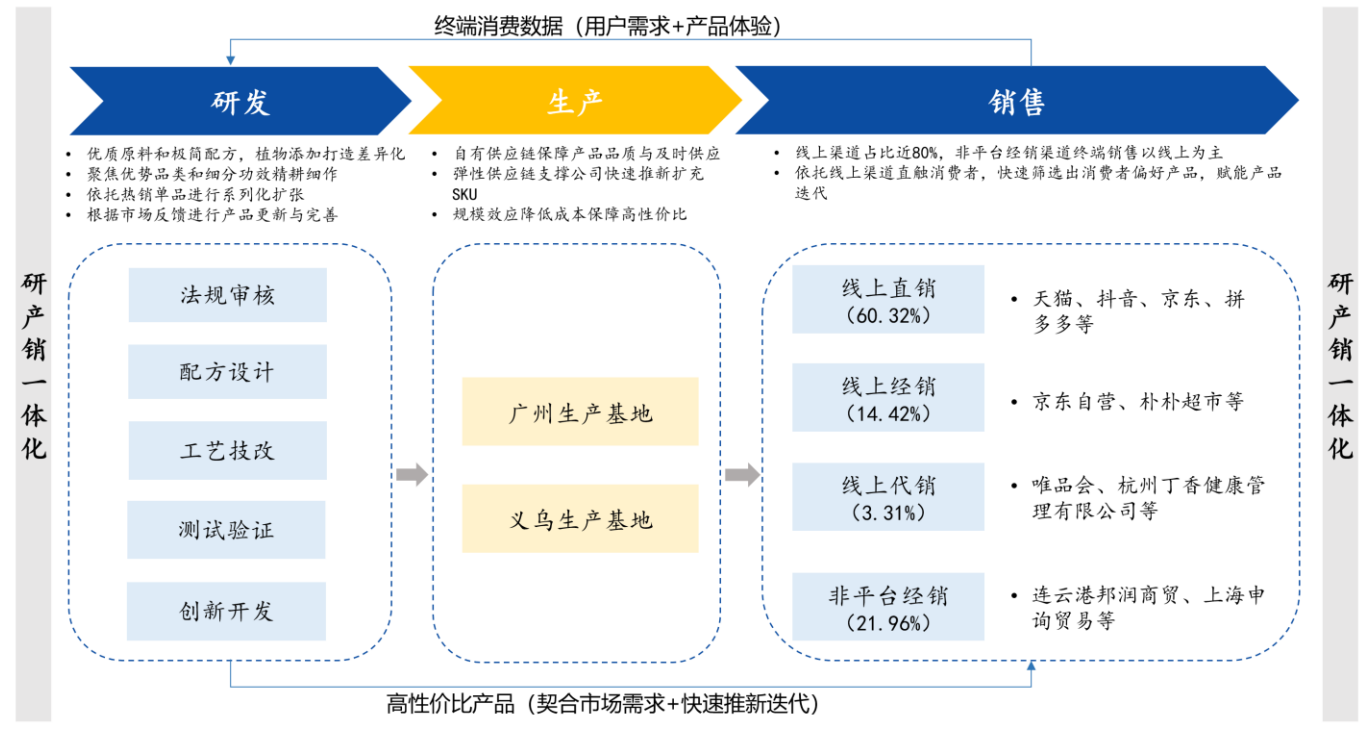 终端消费数据（用户需求+产品体验）
研产销一体化
研发
• 优质原料和极简配方，植物添加打造差异化
• 聚焦优势品类和细分功效精耕细作
• 依托热销单品进行系列化扩张
• 根据市场反馈进行产品更新与完善
法规审核
配方设计
工艺技改
测试验证
创新开发
生产
• 自有供应链保障产品品质与及时供应
• 弹性供应链支撑公司快速推新扩充
SKU
• 规模效应降低成本保障高性价比
广州生产基地
义乌生产基地
销售
• 线上渠道占比近80%，非平台经销渠道终端销售以线上为主
• 依托线上渠道直触消费者，快速筛选出消费者偏好产品，赋能产品
迭代
线上直销
（60.32%）
• 天猫、抖音、京东、拼
多多等
线上经销
（14.42%）
• 京东自营、朴朴超市等
线上代销
（3.31%）
• 唯品会、杭州丁香健康管
理有限公司等
非平台经销
（21.96%）
• 连云港邦润商贸、上海申
询贸易等
研产销一体化
高性价比产品（契合市场需求+快速推新迭代）